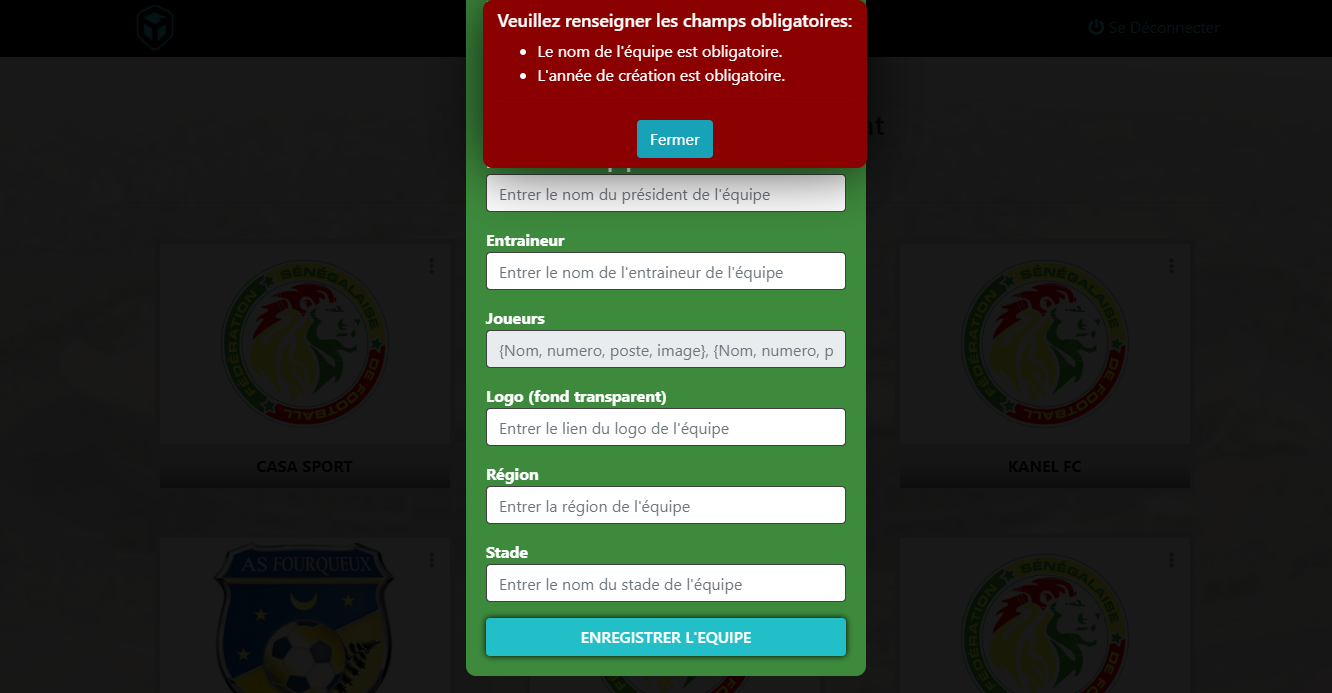 Veuillez renseigner les champs obligatoires:
Le nom de l'équipe est obligatoire.
L'année de création est obligatoire.
Fermer
Se Déconnecter
at
Entrer le nom du président de l'équipe
Entraineur
Entrer le nom de l'entraineur de l'équipe
Joueurs
{Nom, numero, poste, image}, {Nom, numero, p
Logo (fond transparent)
Entrer le lien du logo de l'équipe
Région
Entrer la région de l'équipe
Stade
Entrer le nom du stade de l'équipe
ENREGISTRER L'EQUIPE
FÉDÉRATION SÉNÉGALAISE DE FOOTBALL
CASA SPORT
FÉDÉRATION SÉNÉGALAISE DE FOOTBALL
KANEL FC
AS FOURQUEUX
FÉDÉRATION SÉNÉGALAISE DE FOOTBALL